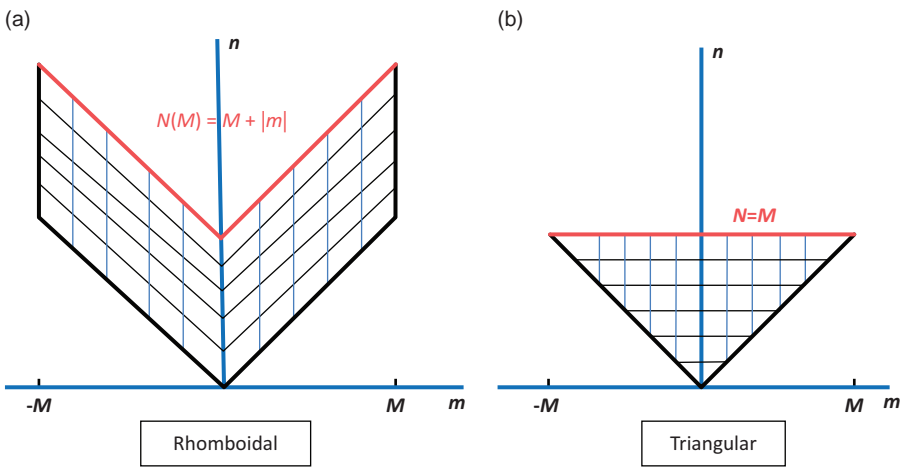 (a)
n
N(M) = M + |m|
-M
M
m
Rhomboidal
(b)
n
N=M
-M
M
m
Triangular